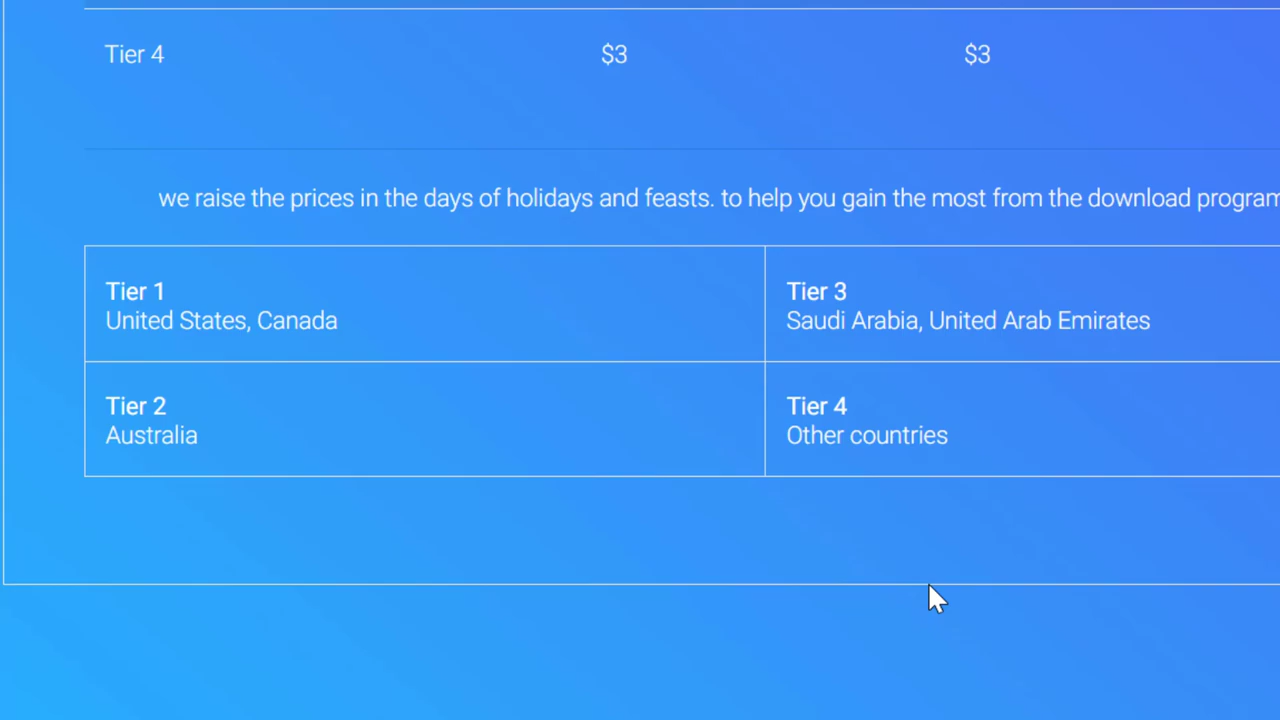 Tier 4 $3 $3
we raise the prices in the days of holidays and feasts. to help you gain the most from the download program
Tier 1
United States, Canada
Tier 3
Saudi Arabia, United Arab Emirates
Tier 2
Australia
Tier 4
Other countries